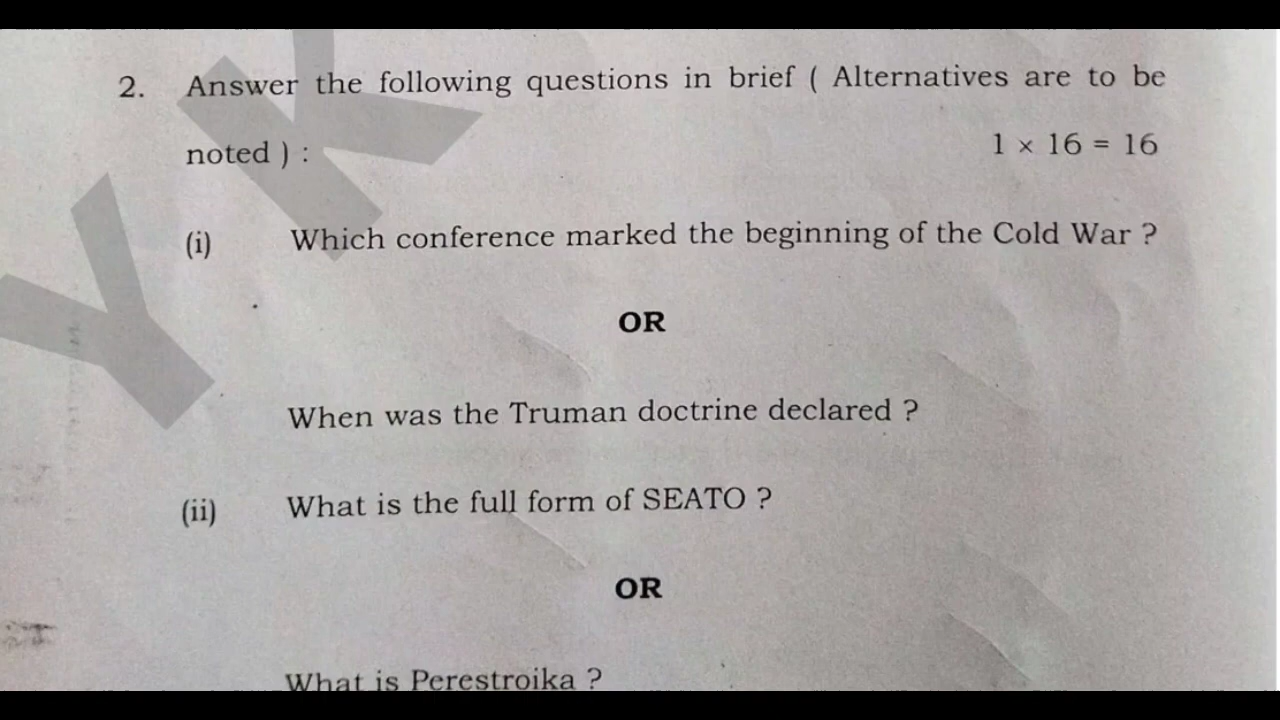 2. Answer the following questions in brief ( Alternatives are to be
noted ) : 1 × 16 = 16
(i) Which conference marked the beginning of the Cold War ?
OR
When was the Truman doctrine declared ?
(ii) What is the full form of SEATO ?
OR
What is Perestroika ?
Y K